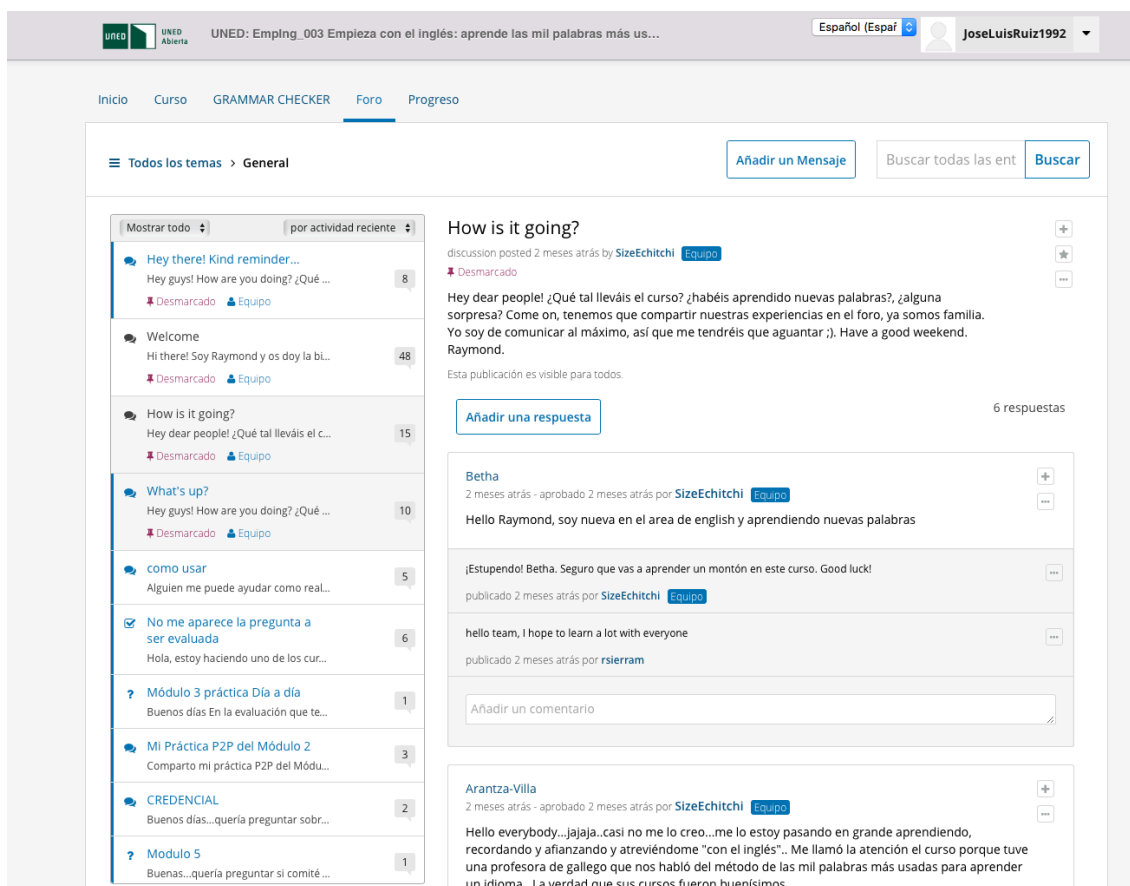 UNED
UNED
Abierta
UNED: EmpIng_003 Empieza con el inglés: aprende las mil palabras más us...
Español (Españ
JoseLuisRuiz1992
Inicio Curso GRAMMAR CHECKER Foro Progreso
Todos los temas > General
Añadir un Mensaje
Buscar todas las ent
Buscar
Mostrar todo
por actividad reciente
Hey there! Kind reminder...
Hey guys! How are you doing? ¿Qué ...
8
Desmarcado Equipo
Welcome
Hi there! Soy Raymond y os doy la bi...
48
Desmarcado Equipo
How is it going?
Hey dear people! ¿Qué tal lleváis el c...
15
Desmarcado Equipo
What's up?
Hey guys! How are you doing? ¿Qué ...
10
Desmarcado Equipo
como usar
Alguien me puede ayudar como real...
5
No me aparece la pregunta a
ser evaluada
Hola, estoy haciendo uno de los cur...
6
? Módulo 3 práctica Día a día
Buenos días En la evaluación que te...
1
Mi Práctica P2P del Módulo 2
Comparto mi práctica P2P del Módu...
3
CREDENCIAL
Buenos días...quería preguntar sobr...
2
? Modulo 5
Buenas...quería preguntar si comité ...
1
How is it going?
discussion posted 2 meses atrás by SizeEchitchi Equipo
Desmarcado
Hey dear people! ¿Qué tal lleváis el curso? ¿habéis aprendido nuevas palabras?, ¿alguna
sorpresa? Come on, tenemos que compartir nuestras experiencias en el foro, ya somos familia.
Yo soy de comunicar al máximo, así que me tendréis que aguantar ;). Have a good weekend.
Raymond.
Esta publicación es visible para todos.
Añadir una respuesta
6 respuestas
Betha
2 meses atrás - aprobado 2 meses atrás por SizeEchitchi Equipo
Hello Raymond, soy nueva en el area de english y aprendiendo nuevas palabras
¡Estupendo! Betha. Seguro que vas a aprender un montón en este curso. Good luck!
publicado 2 meses atrás por SizeEchitchi Equipo
hello team, I hope to learn a lot with everyone
publicado 2 meses atrás por rsierram
Añadir un comentario
Arantza-Villa
2 meses atrás - aprobado 2 meses atrás por SizeEchitchi Equipo
Hello everybody...jajaja..casi no me lo creo...me lo estoy pasando en grande aprendiendo,
recordando y afianzando y atreviéndome "con el inglés".. Me llamó la atención el curso porque tuve
una profesora de gallego que nos habló del método de las mil palabras más usadas para aprender
un idioma...La verdad que sus cursos fueron buenísimos